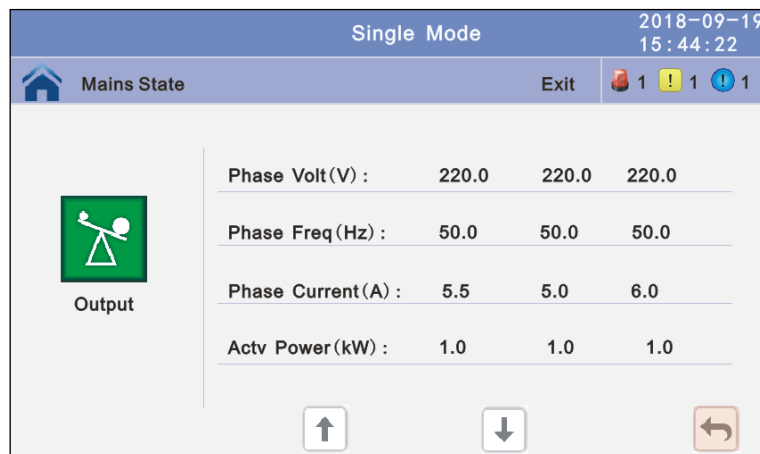 Single Mode
2018-09-19
15:44:22
Mains State Exit 1 ! 1 ! 1
Phase Volt(V): 220.0 220.0 220.0
Phase Freq(Hz): 50.0 50.0 50.0
Output
Phase Current(A): 5.5 5.0 6.0
Actv Power(kW): 1.0 1.0 1.0